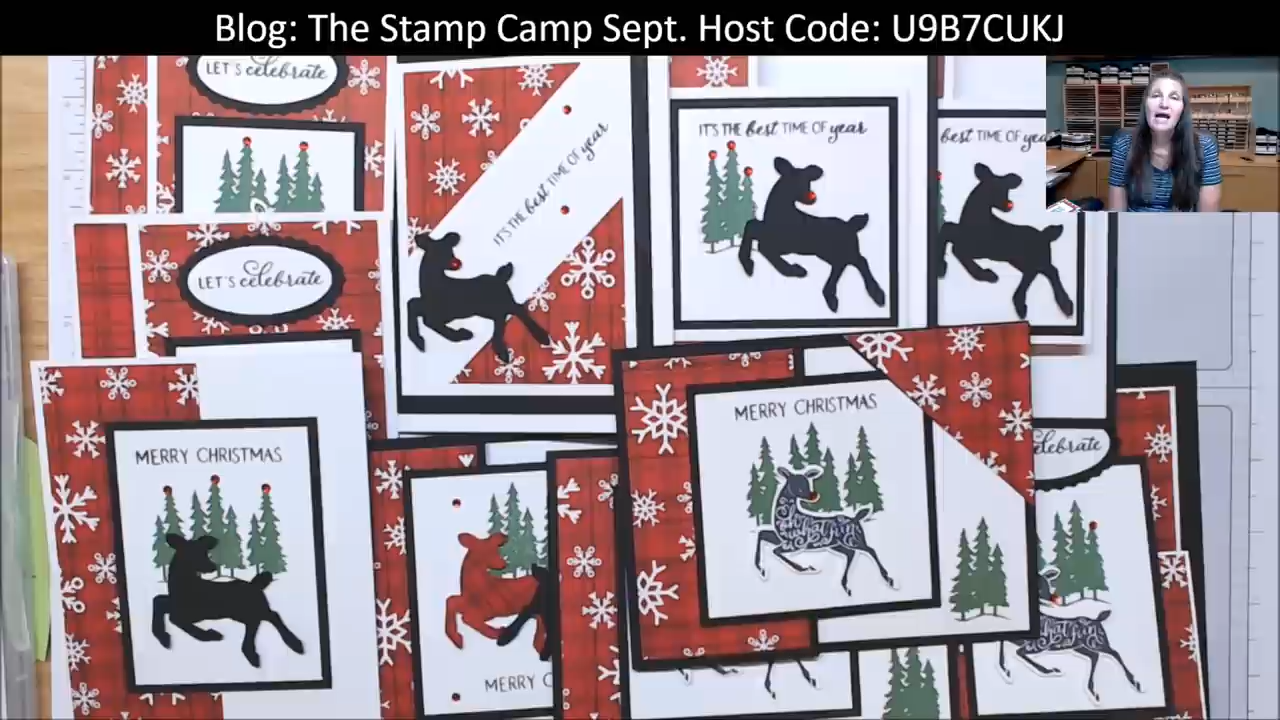 Blog: The Stamp Camp Sept. Host Code: U9B7CUKJ
LET'S celebrate
IT'S THE best TIME OF year
IT'S THE best TIME OF year
best TIME OF year
LET'S celebrate
MERRY CHRISTMAS
MERRY CHRISTMAS
celebrate
MERRY C